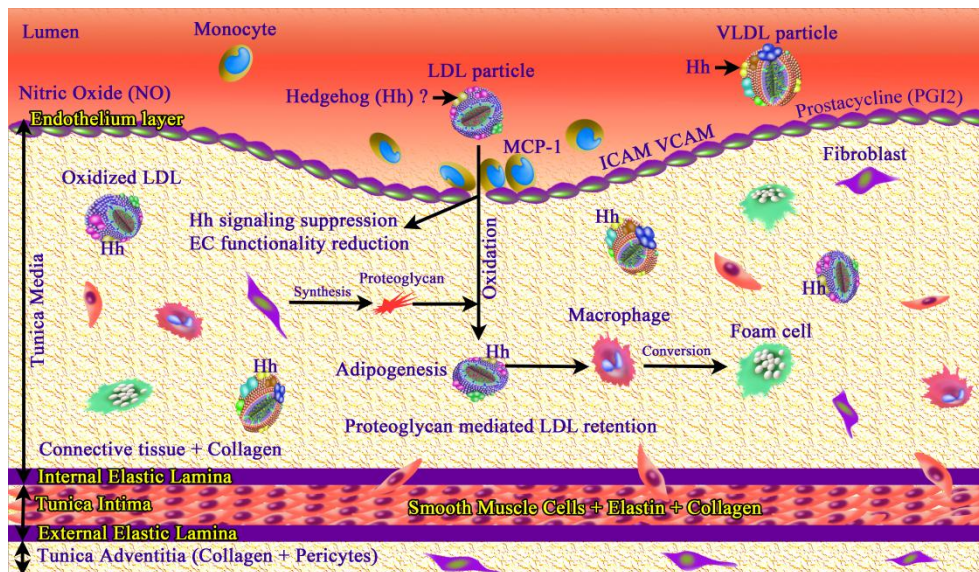 Lumen
Monocyte
VLDL particle
Hh
LDL particle
Hedgehog (Hh) ?
Nitric Oxide (NO)
Endothelium layer
Prostacycline (PGI2)
MCP-1
ICAM VCAM
Fibroblast
Oxidized LDL
Hh
Hh signaling suppression
EC functionality reduction
Hh
Oxidation
Tunica Media
Synthesis
Proteoglycan
Hh
Macrophage
Foam cell
Hh
Adipogenesis
Conversion
Hh
Proteoglycan mediated LDL retention
Connective tissue + Collagen
Internal Elastic Lamina
Tunica Intima
Smooth Muscle Cells + Elastin + Collagen
External Elastic Lamina
Tunica Adventitia (Collagen + Pericytes)